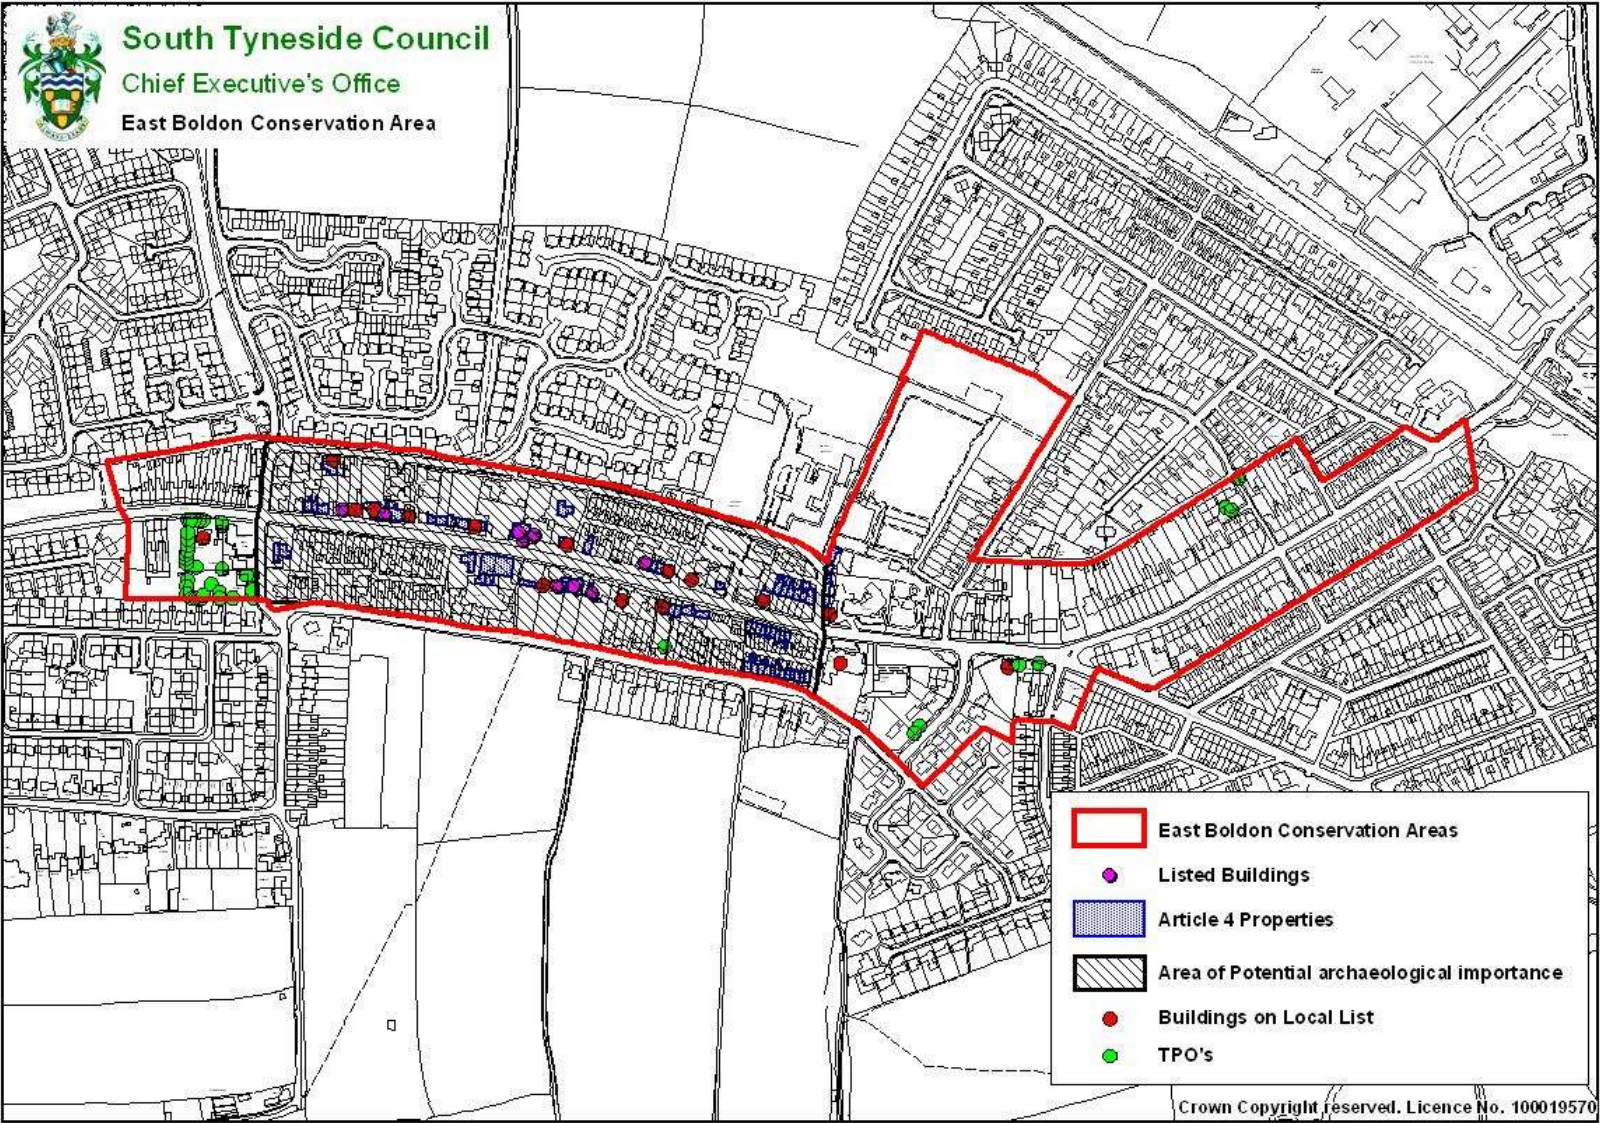 South Tyneside Council
Chief Executive's Office
East Boldon Conservation Area
East Boldon Conservation Areas
Listed Buildings
Article 4 Properties
Area of Potential archaeological importance
Buildings on Local List
TPO's
Crown Copyright reserved. Licence No. 100019570